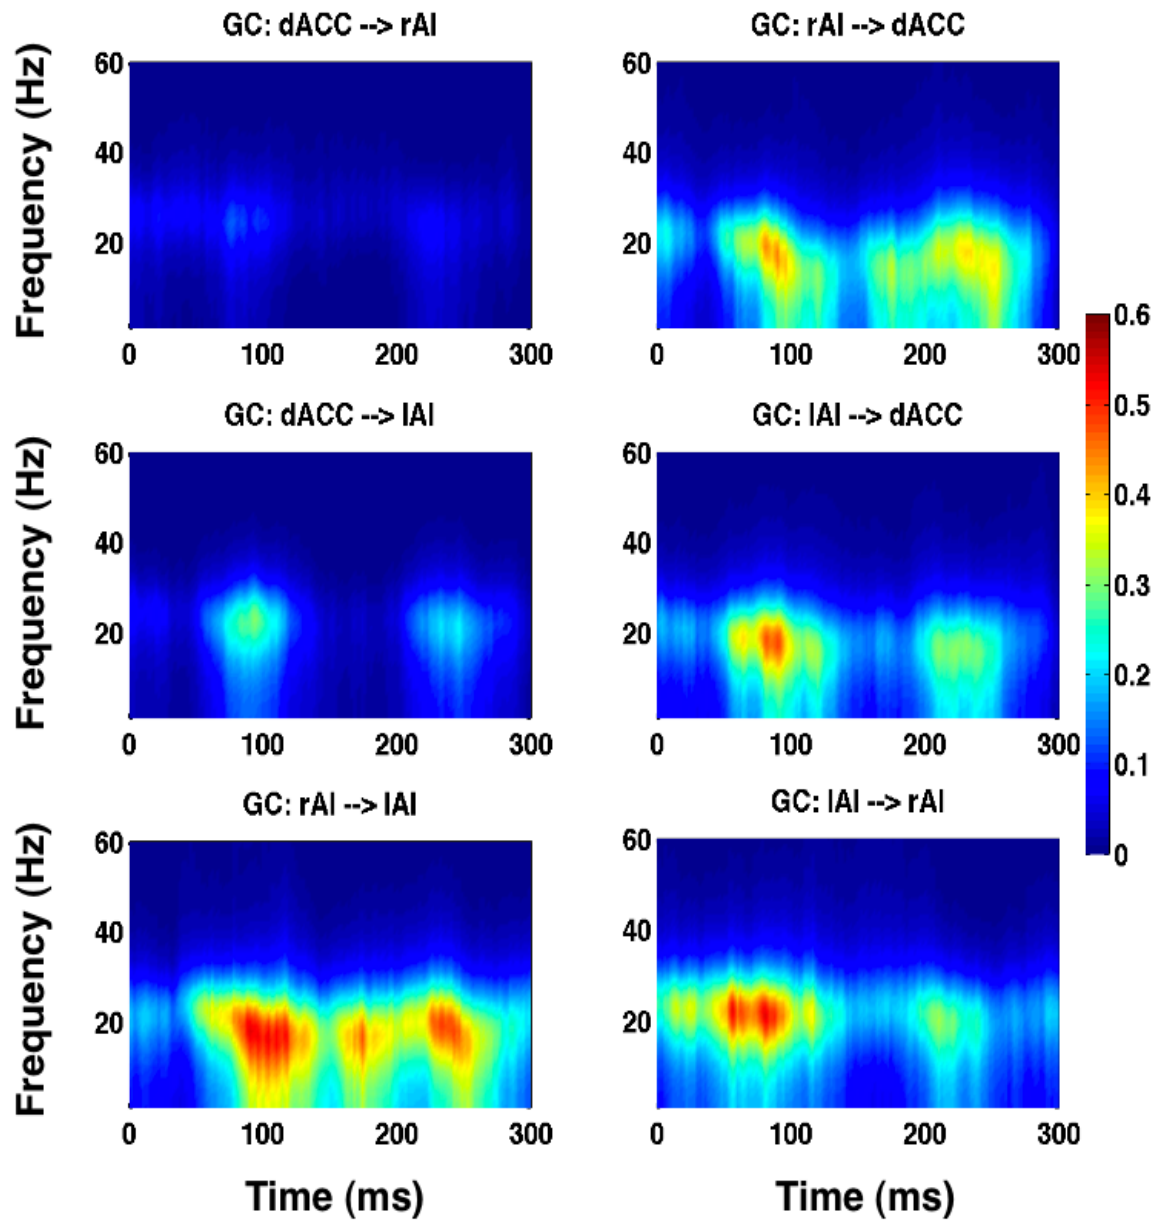 GC: dACC --> rAI
GC: rAI --> dACC
Frequency (Hz)
60
40
20
0 100 200 300
60
40
20
0 100 200 300
GC: dACC --> lAI
GC: lAI --> dACC
Frequency (Hz)
60
40
20
0 100 200 300
60
40
20
0 100 200 300
GC: rAI --> lAI
GC: lAI --> rAI
Frequency (Hz)
60
40
20
0 100 200 300
60
40
20
0 100 200 300
Time (ms)
Time (ms)
0.6
0.5
0.4
0.3
0.2
0.1
0